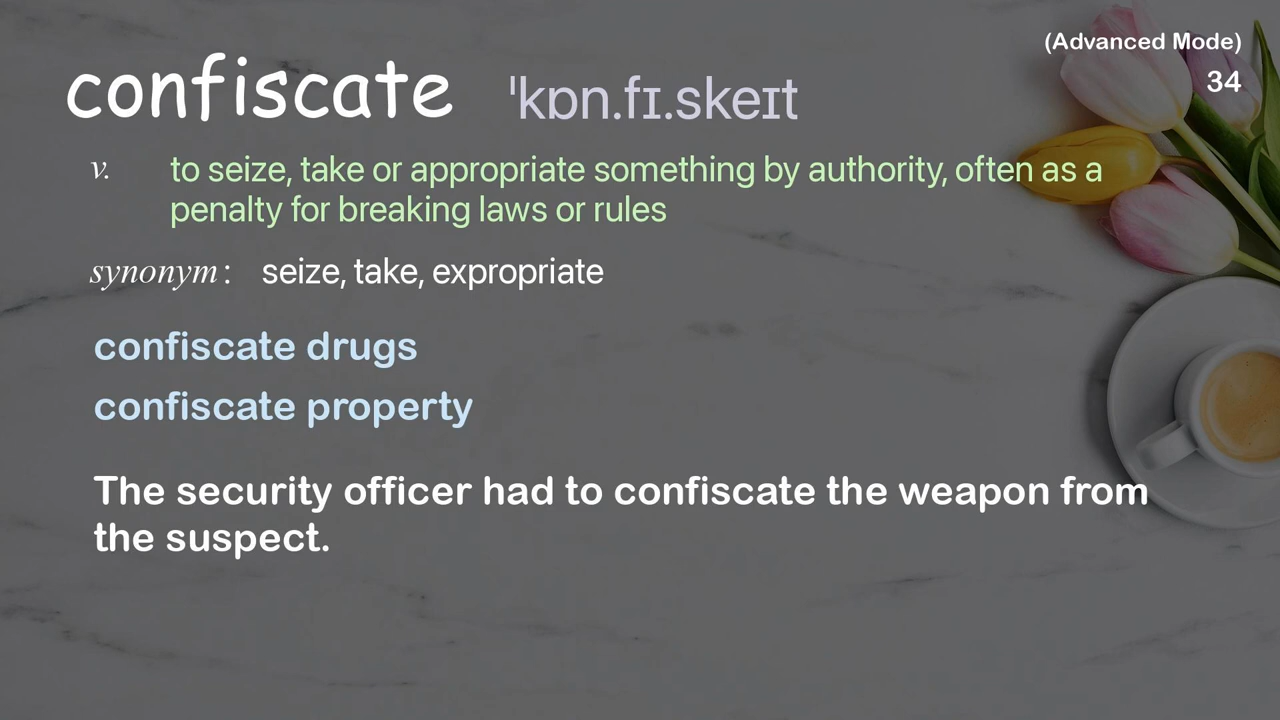 (Advanced Mode)
34
confiscate ˈkɒn.fɪ.skeɪt
v. to seize, take or appropriate something by authority, often as a
penalty for breaking laws or rules
synonym: seize, take, expropriate
confiscate drugs
confiscate property
The security officer had to confiscate the weapon from
the suspect.